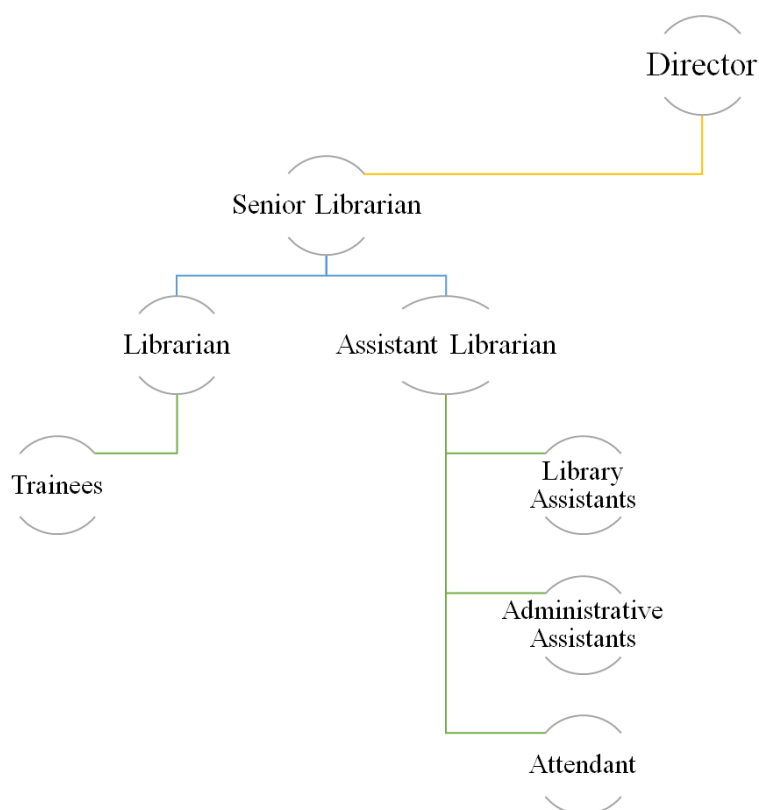 Director
Senior Librarian
Librarian
Assistant Librarian
Trainees
Library
Assistants
Administrative
Assistants
Attendant